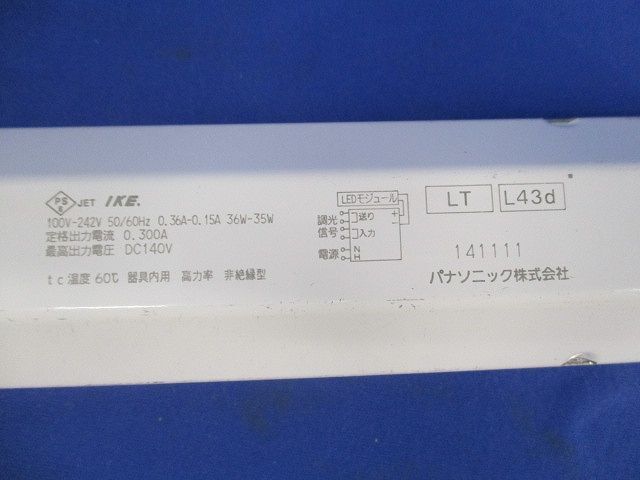 PS E JET IKE.
100V-242V 50/60Hz 0.36A-0.15A 36W-35W
定格出力電流 0.300A
最高出力電圧 DC140V
tc温度60℃ 器具内用 高力率 非絶縁型
LEDモジュール
調光 送り +
信号 入力 -
電源 N
H
LT L43d
141111
パナソニック株式会社